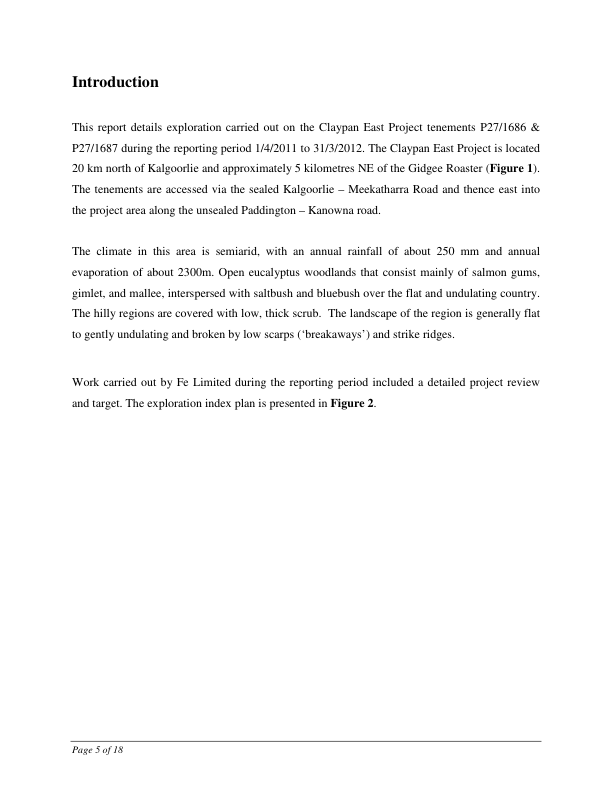 Introduction
This report details exploration carried out on the Claypan East Project tenements P27/1686 &
P27/1687 during the reporting period 1/4/2011 to 31/3/2012. The Claypan East Project is located
20 km north of Kalgoorlie and approximately 5 kilometres NE of the Gidgee Roaster (Figure 1).
The tenements are accessed via the sealed Kalgoorlie – Meekatharra Road and thence east into
the project area along the unsealed Paddington – Kanowna road.
The climate in this area is semiarid, with an annual rainfall of about 250 mm and annual
evaporation of about 2300m. Open eucalyptus woodlands that consist mainly of salmon gums,
gimlet, and mallee, interspersed with saltbush and bluebush over the flat and undulating country.
The hilly regions are covered with low, thick scrub.  The landscape of the region is generally flat
to gently undulating and broken by low scarps (‘breakaways’) and strike ridges.
Work carried out by Fe Limited during the reporting period included a detailed project review
and target. The exploration index plan is presented in Figure 2.
Page 5 of 18